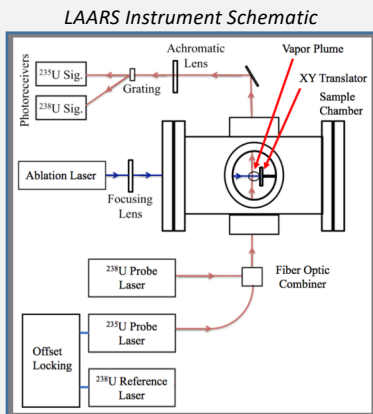 LAARS Instrument Schematic
Photoreceivers
²³⁵U Sig.
²³⁸U Sig.
Grating
Achromatic
Lens
Vapor Plume
XY Translator
Sample
Chamber
Ablation Laser
Focusing
Lens
²³⁸U Probe
Laser
Fiber Optic
Combiner
²³⁵U Probe
Laser
Offset
Locking
²³⁸U Reference
Laser